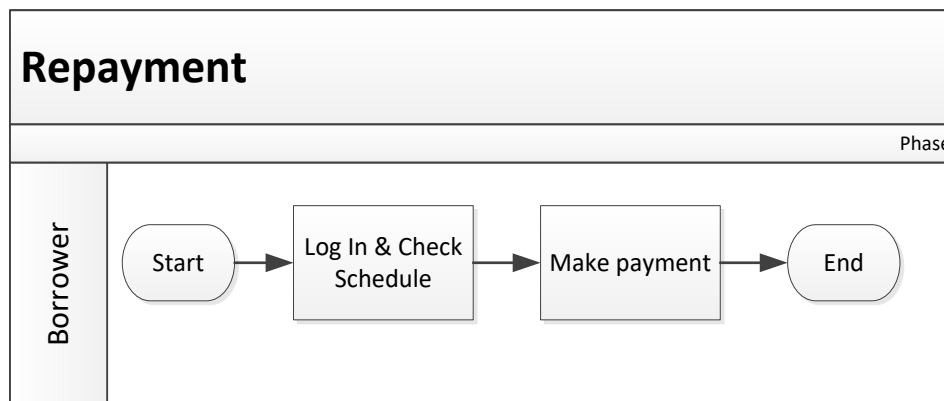 Repayment
Phase
Borrower
Start
Log In & Check
Schedule
Make payment
End